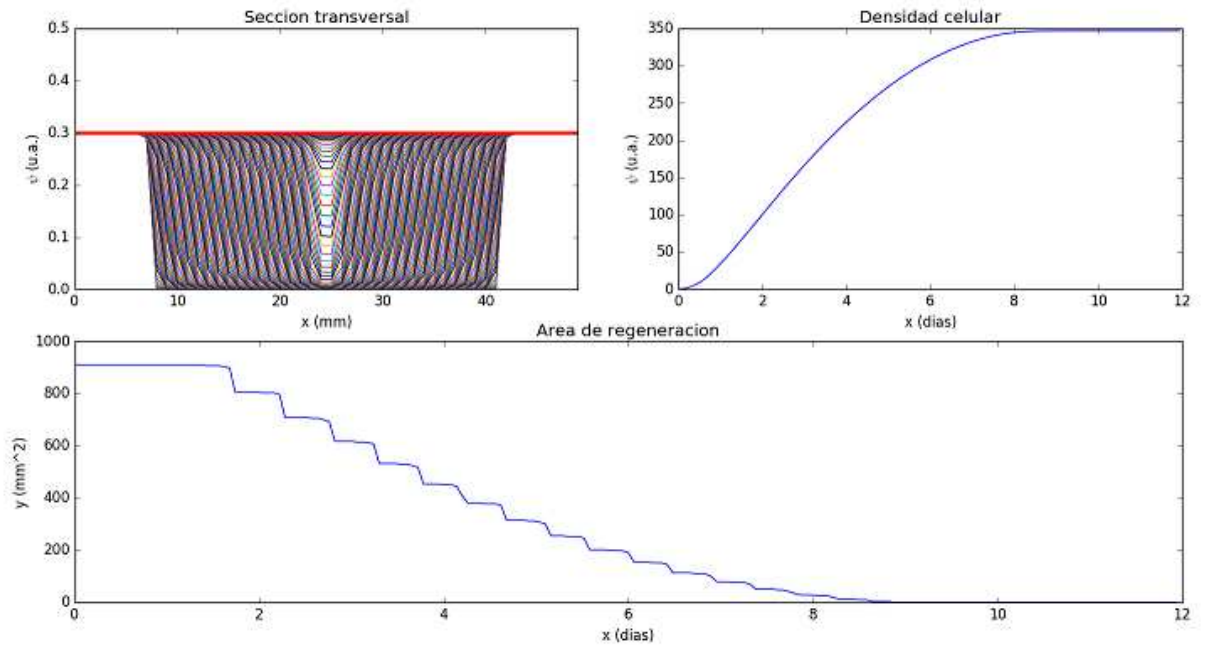 Seccion transversal
0.5
0.4
0.3
0.2
0.1
0.0
ψ (u.a.)
0 10 20 30 40
x (mm)
Densidad celular
350
300
250
200
150
100
50
0
ψ (u.a.)
0 2 4 6 8 10 12
x (dias)
Area de regeneracion
1000
800
600
400
200
0
y (mm^2)
0 2 4 6 8 10 12
x (dias)